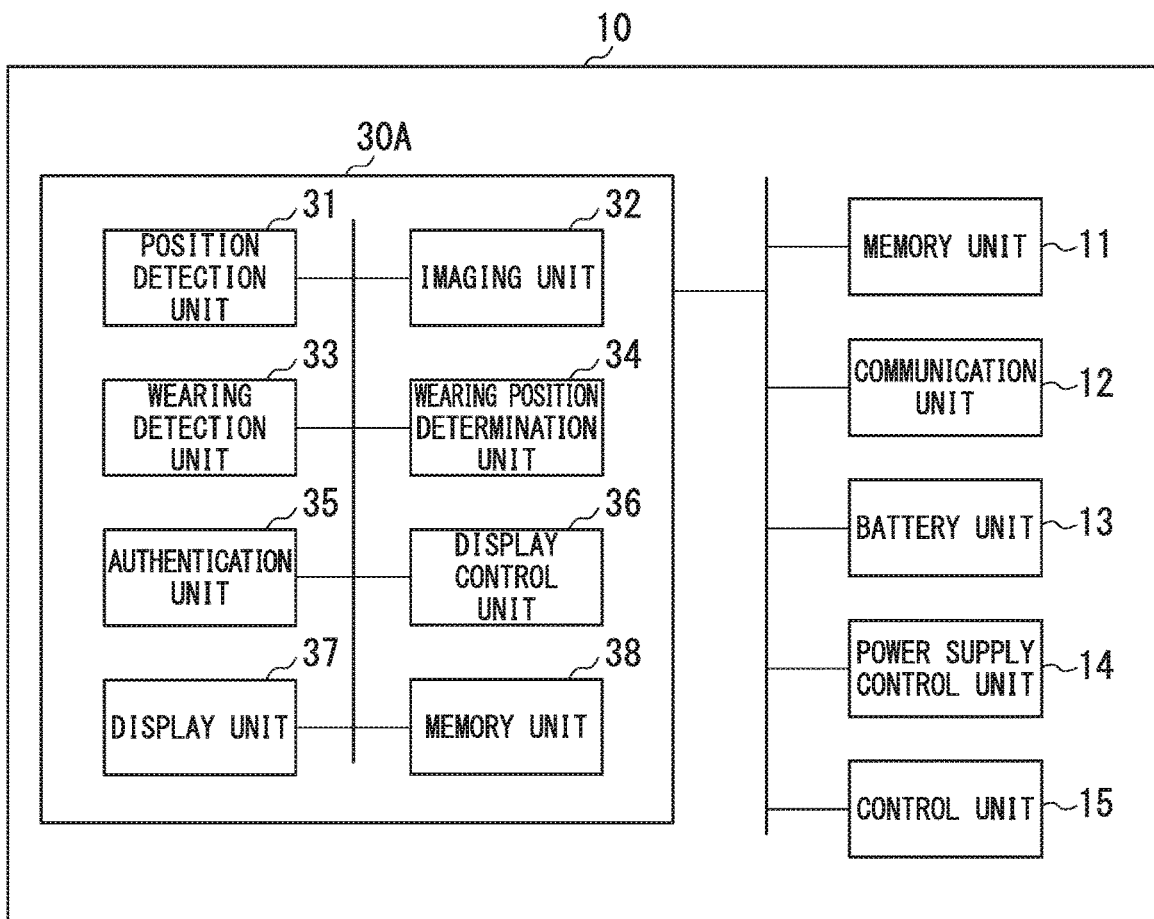 10
30A
31
POSITION
DETECTION
UNIT
32
IMAGING UNIT
33
WEARING
DETECTION
UNIT
34
WEARING POSITION
DETERMINATION
UNIT
35
AUTHENTICATION
UNIT
36
DISPLAY
CONTROL
UNIT
37
DISPLAY UNIT
38
MEMORY UNIT
MEMORY UNIT
11
COMMUNICATION
UNIT
12
BATTERY UNIT
13
POWER SUPPLY
CONTROL UNIT
14
CONTROL UNIT
15